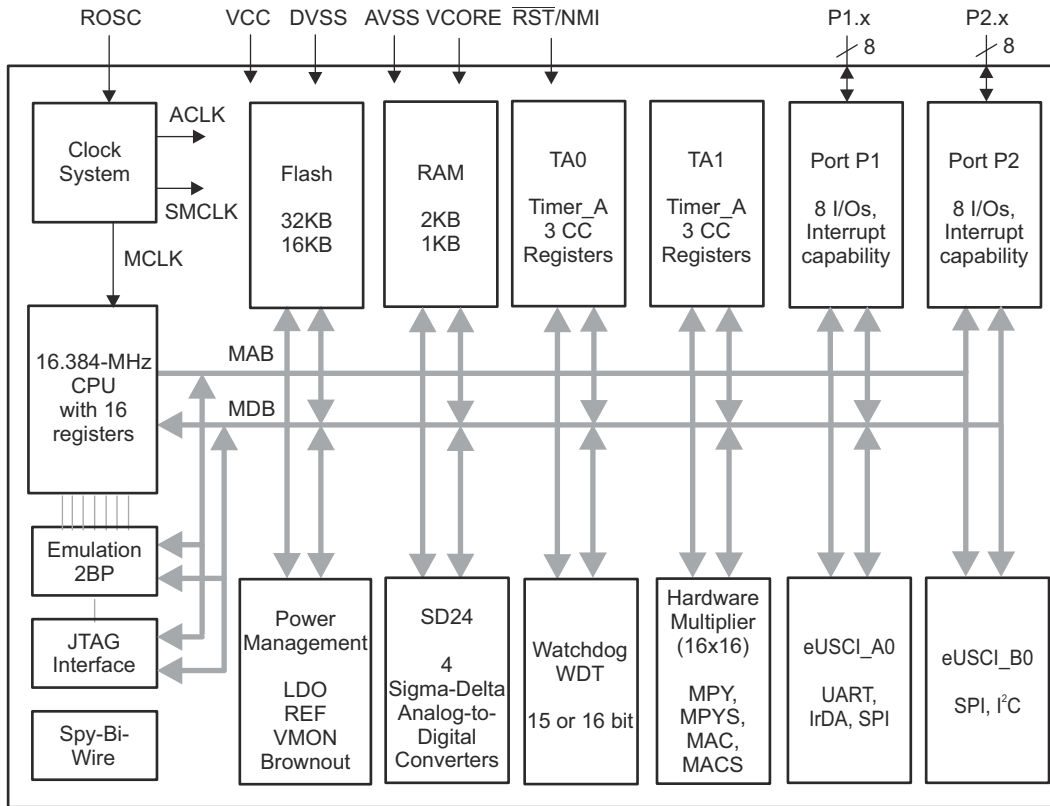 ROSC
VCC
DVSS
AVSS
VCORE
RST/NMI
P1.x
P2.x
8
8
Clock
System
ACLK
SMCLK
MCLK
Flash
32KB
16KB
RAM
2KB
1KB
TA0
Timer_A
3 CC
Registers
TA1
Timer_A
3 CC
Registers
Port P1
8 I/Os,
Interrupt
capability
Port P2
8 I/Os,
Interrupt
capability
16.384-MHz
CPU
with 16
registers
MAB
MDB
Emulation
2BP
JTAG
Interface
Spy-Bi-
Wire
Power
Management
LDO
REF
VMON
Brownout
SD24
4
Sigma-Delta
Analog-to-
Digital
Converters
Watchdog
WDT
15 or 16 bit
Hardware
Multiplier
(16x16)
MPY,
MPYS,
MAC,
MACS
eUSCI_A0
UART,
IrDA, SPI
eUSCI_B0
SPI, I²C